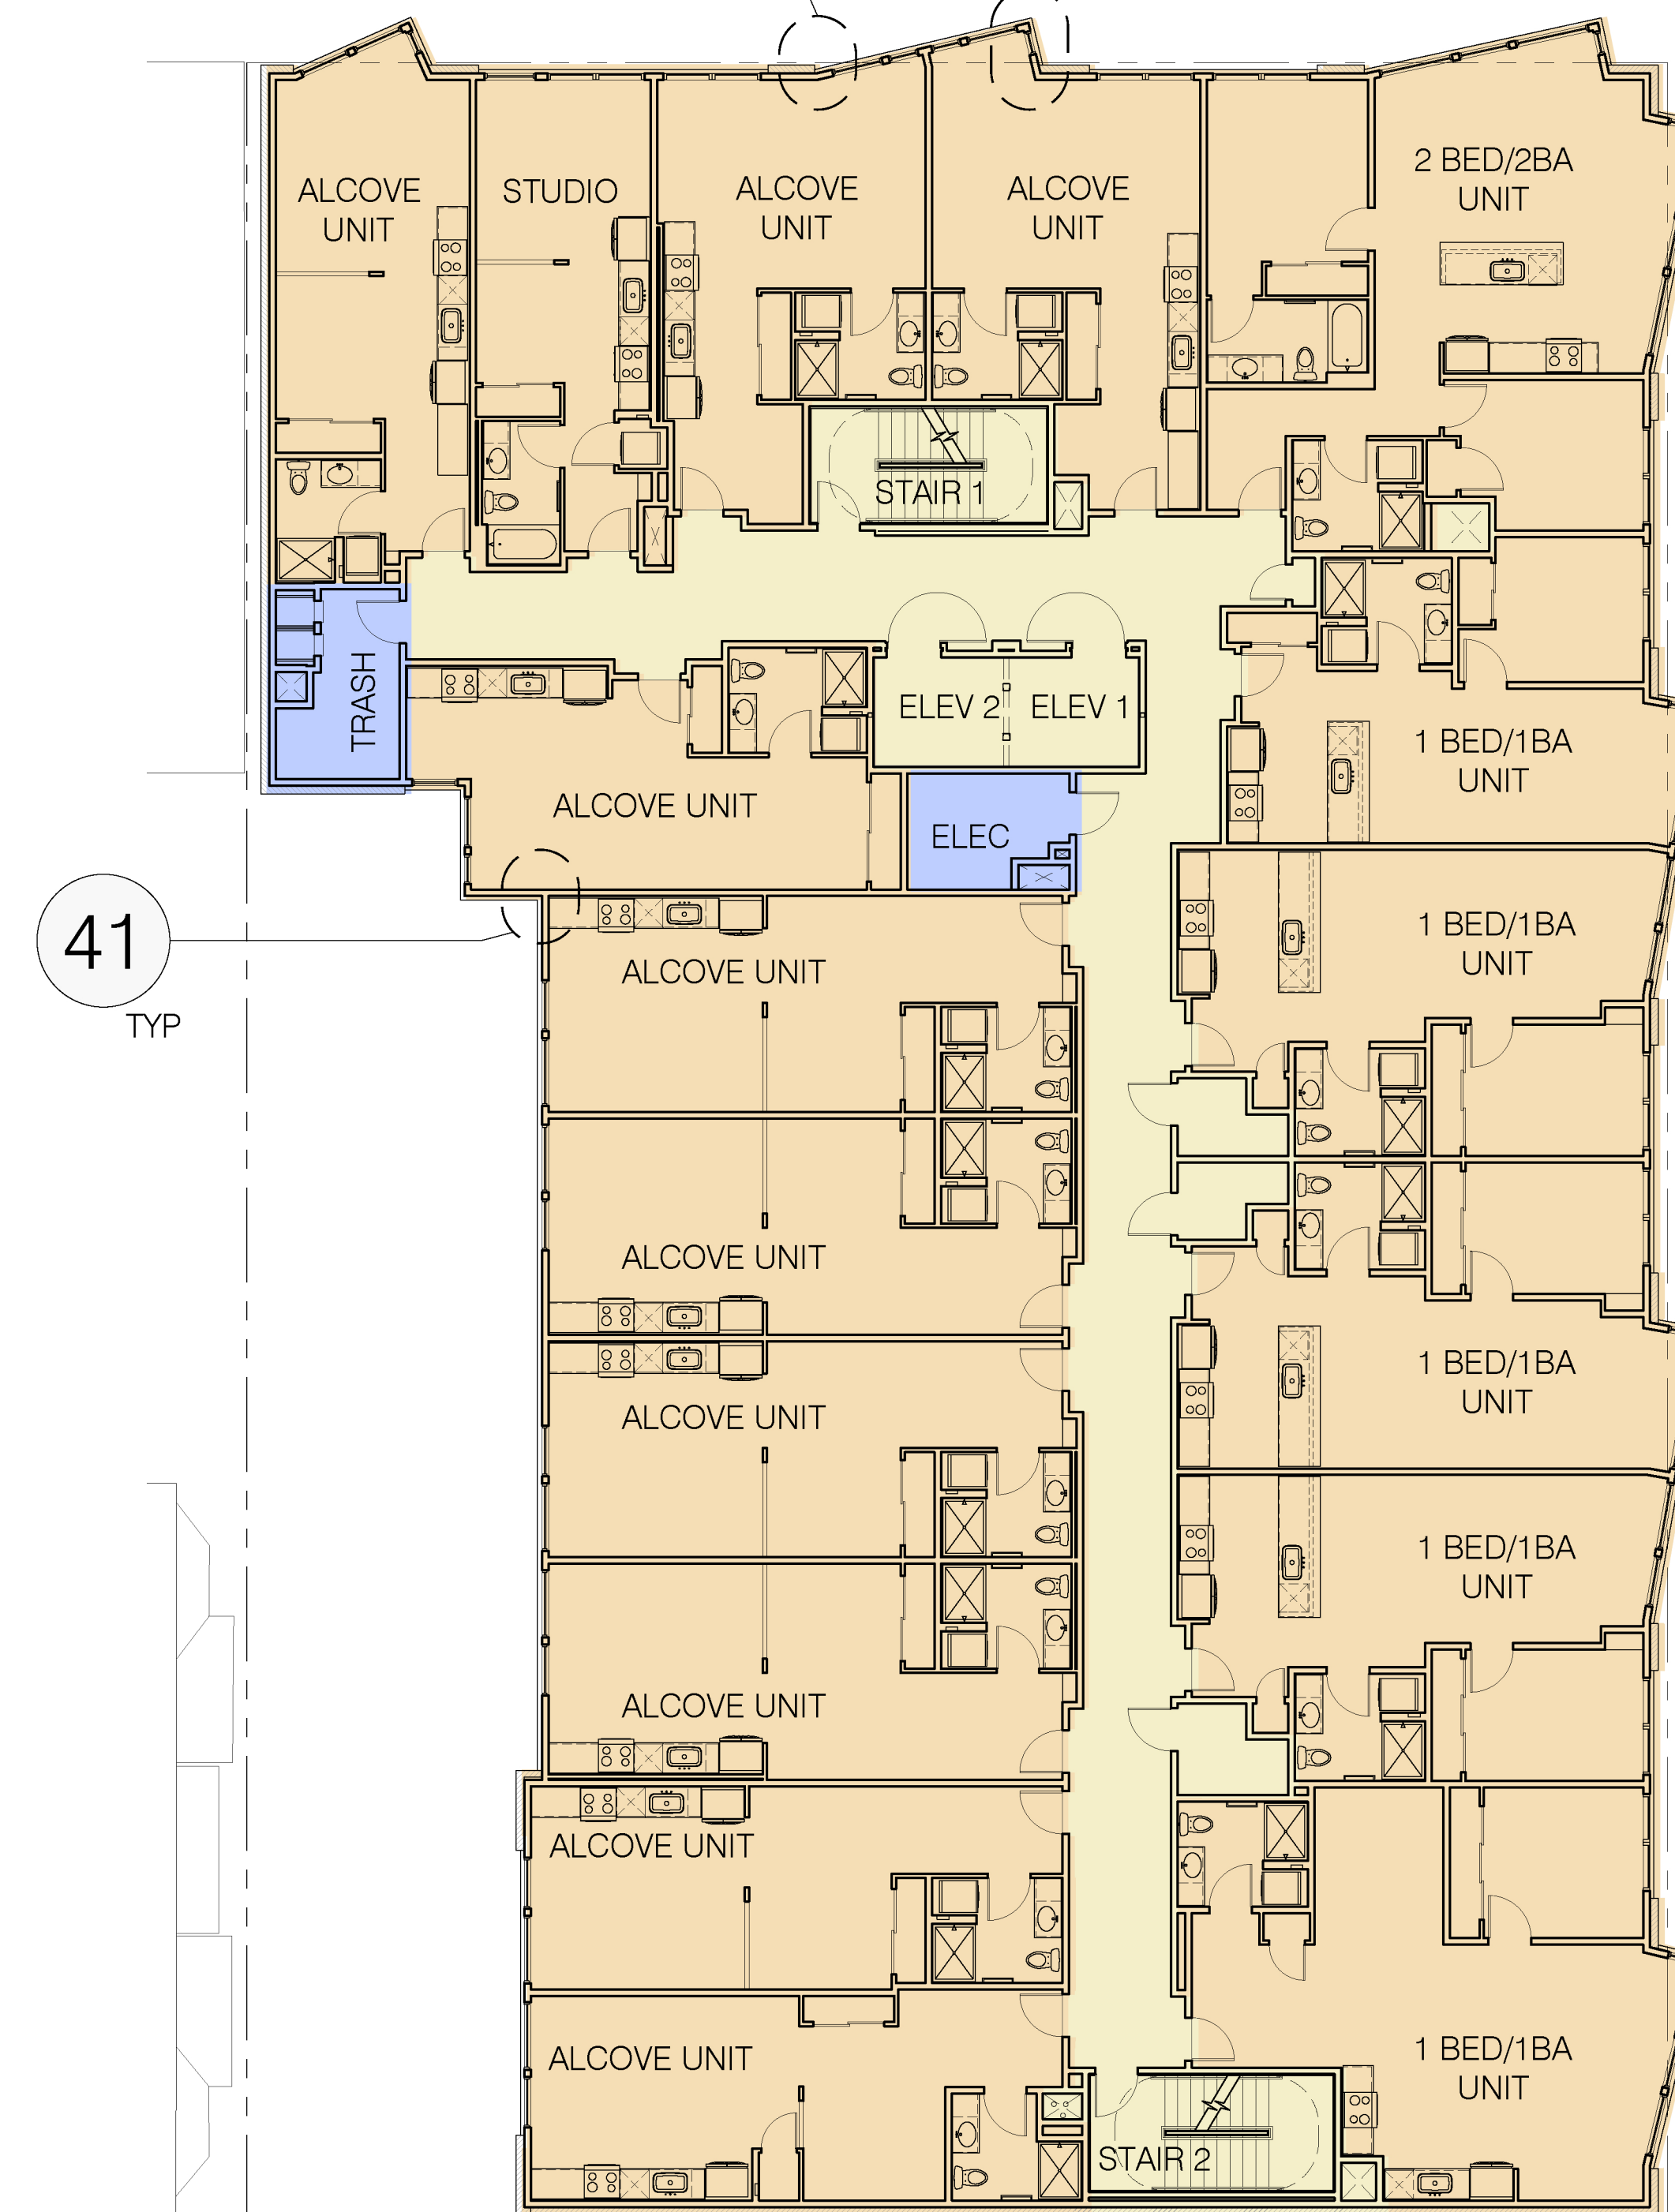 ALCOVE
UNIT
STUDIO
ALCOVE
UNIT
ALCOVE
UNIT
2 BED/2BA
UNIT
STAIR 1
TRASH
ELEV 2
ELEV 1
1 BED/1BA
UNIT
ALCOVE UNIT
ELEC
41
TYP
ALCOVE UNIT
1 BED/1BA
UNIT
ALCOVE UNIT
1 BED/1BA
UNIT
ALCOVE UNIT
1 BED/1BA
UNIT
ALCOVE UNIT
ALCOVE UNIT
ALCOVE UNIT
1 BED/1BA
UNIT
STAIR 2